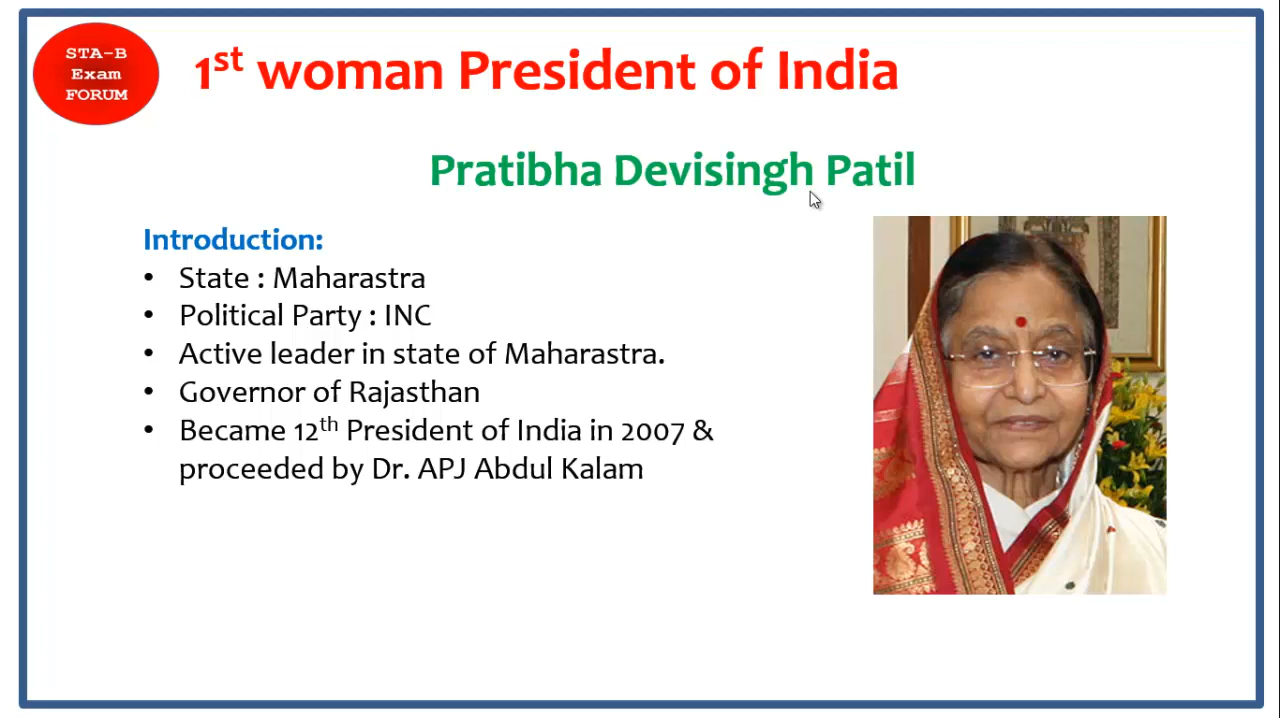 STA-B
Exam
FORUM
1st woman President of India
Pratibha Devisingh Patil
Introduction:
• State : Maharastra
• Political Party : INC
• Active leader in state of Maharastra.
• Governor of Rajasthan
• Became 12th President of India in 2007 &
proceeded by Dr. APJ Abdul Kalam